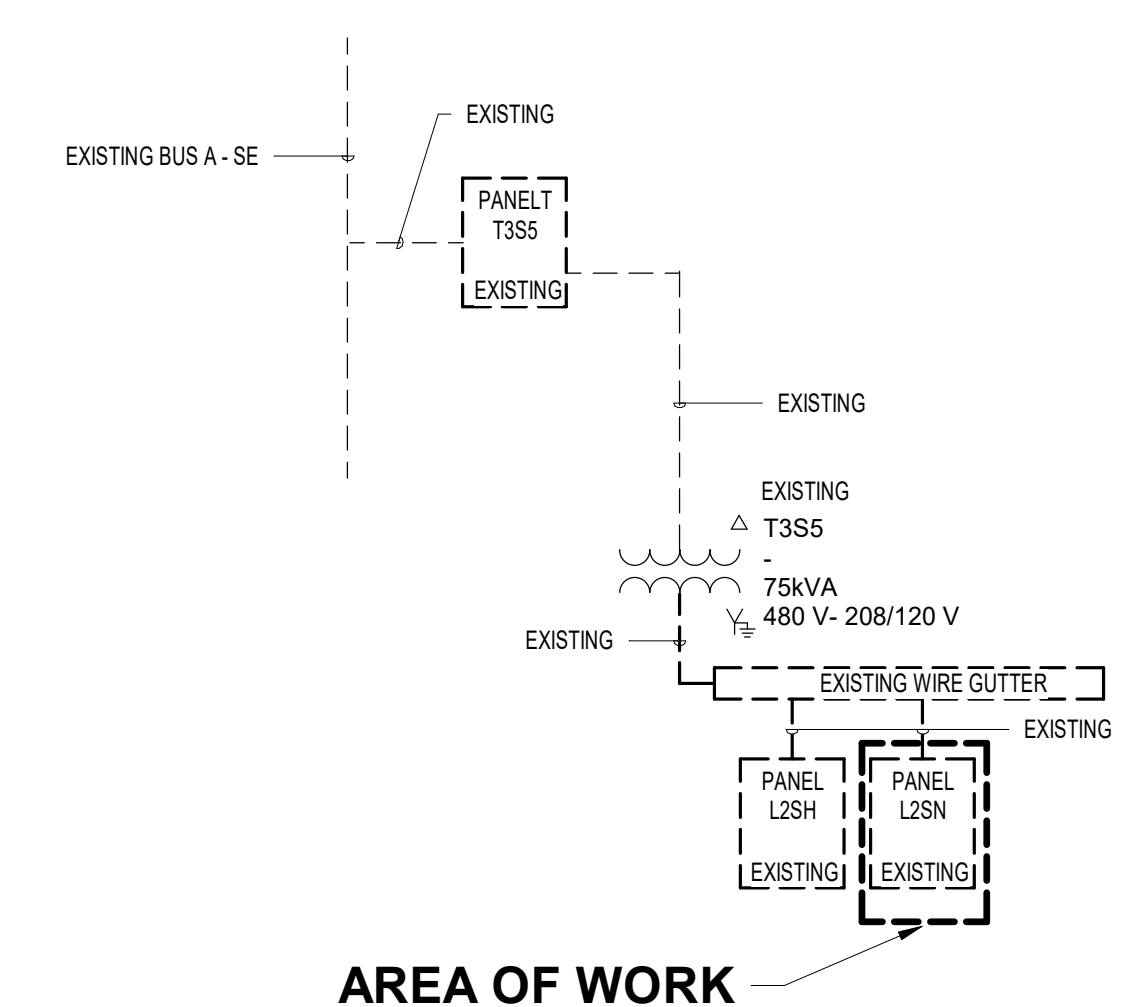 EXISTING
EXISTING BUS A - SE
PANELT
T3S5
EXISTING
EXISTING
EXISTING
T3S5
-
75kVA
480 V- 208/120 V
EXISTING
EXISTING WIRE GUTTER
EXISTING
PANEL
L2SH
EXISTING
PANEL
L2SN
EXISTING
AREA OF WORK